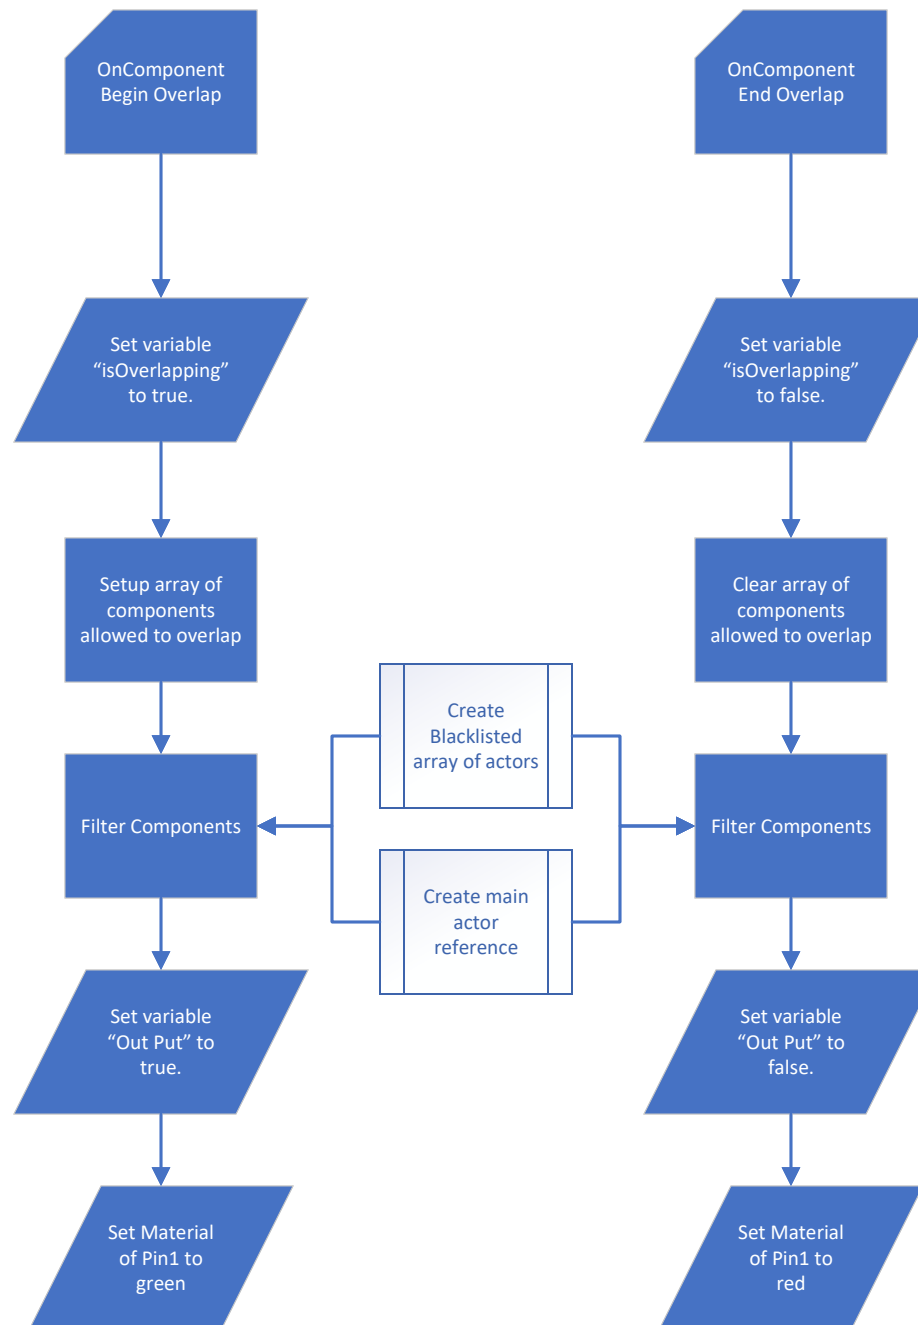 OnComponent
Begin Overlap
Set variable
“isOverlapping”
to true.
Setup array of
components
allowed to overlap
Filter Components
Set variable
“Out Put” to
true.
Set Material
of Pin1 to
green
Create
Blacklisted
array of actors
Create main
actor
reference
OnComponent
End Overlap
Set variable
“isOverlapping”
to false.
Clear array of
components
allowed to overlap
Filter Components
Set variable
“Out Put” to
false.
Set Material
of Pin1 to
red